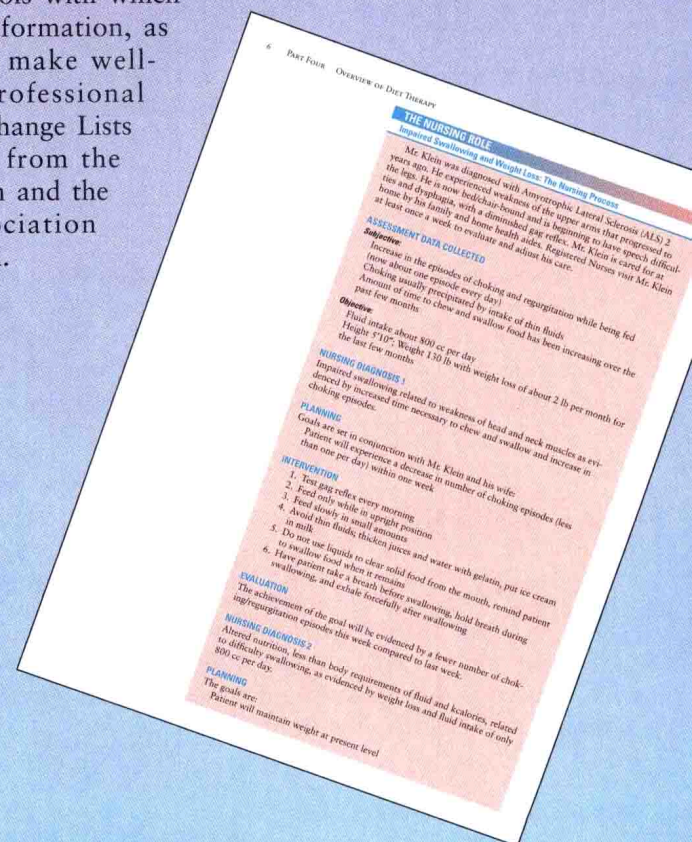 ols with which
formation, as
make well-
rofessional
hange Lists
from the
n and the
ociation
.
6 PART FOUR OVERVIEW OF DIET THERAPY
THE NURSING ROLE
Impaired Swallowing and Weight Loss: The Nursing Process
Mr. Klein was diagnosed with Amyotrophic Lateral Sclerosis (ALS) 2
years ago. He experienced weakness of the upper arms that progressed to
the legs. He is now bed/chair-bound and is beginning to have speech difficul-
ties and dysphagia, with a diminished gag reflex. Mr. Klein is cared for at
home by his family and home health aides. Registered Nurses visit Mr. Klein
at least once a week to evaluate and adjust his care.
ASSESSMENT DATA COLLECTED
Subjective:
Increase in the episodes of choking and regurgitation while being fed
(now about one episode every day)
Choking usually precipitated by intake of thin fluids
Amount of time to chew and swallow food has been increasing over the
past few months
Objective:
Fluid intake about 800 cc per day
Height 5'10"; Weight 130 lb with weight loss of about 2 lb per month for
the last few months
NURSING DIAGNOSIS 1
Impaired swallowing related to weakness of head and neck muscles as evi-
denced by increased time necessary to chew and swallow and increase in
choking episodes.
PLANNING
Goals are set in conjunction with Mr. Klein and his wife:
Patient will experience a decrease in number of choking episodes (less
than one per day) within one week
INTERVENTION
1. Test gag reflex every morning
2. Feed only while in upright position
3. Feed slowly in small amounts
4. Avoid thin fluids; thicken juices and water with gelatin, put ice cream
in milk
5. Do not use liquids to clear solid food from the mouth, remind patient
to swallow food when it remains
6. Have patient take a breath before swallowing, hold breath during
swallowing, and exhale forcefully after swallowing
EVALUATION
The achievement of the goal will be evidenced by a fewer number of chok-
ing/regurgitation episodes this week compared to last week.
NURSING DIAGNOSIS 2
Altered nutrition, less than body requirements of fluid and kcalories, related
to difficulty swallowing, as evidenced by weight loss and fluid intake of only
800 cc per day.
PLANNING
The goals are:
Patient will maintain weight at present level